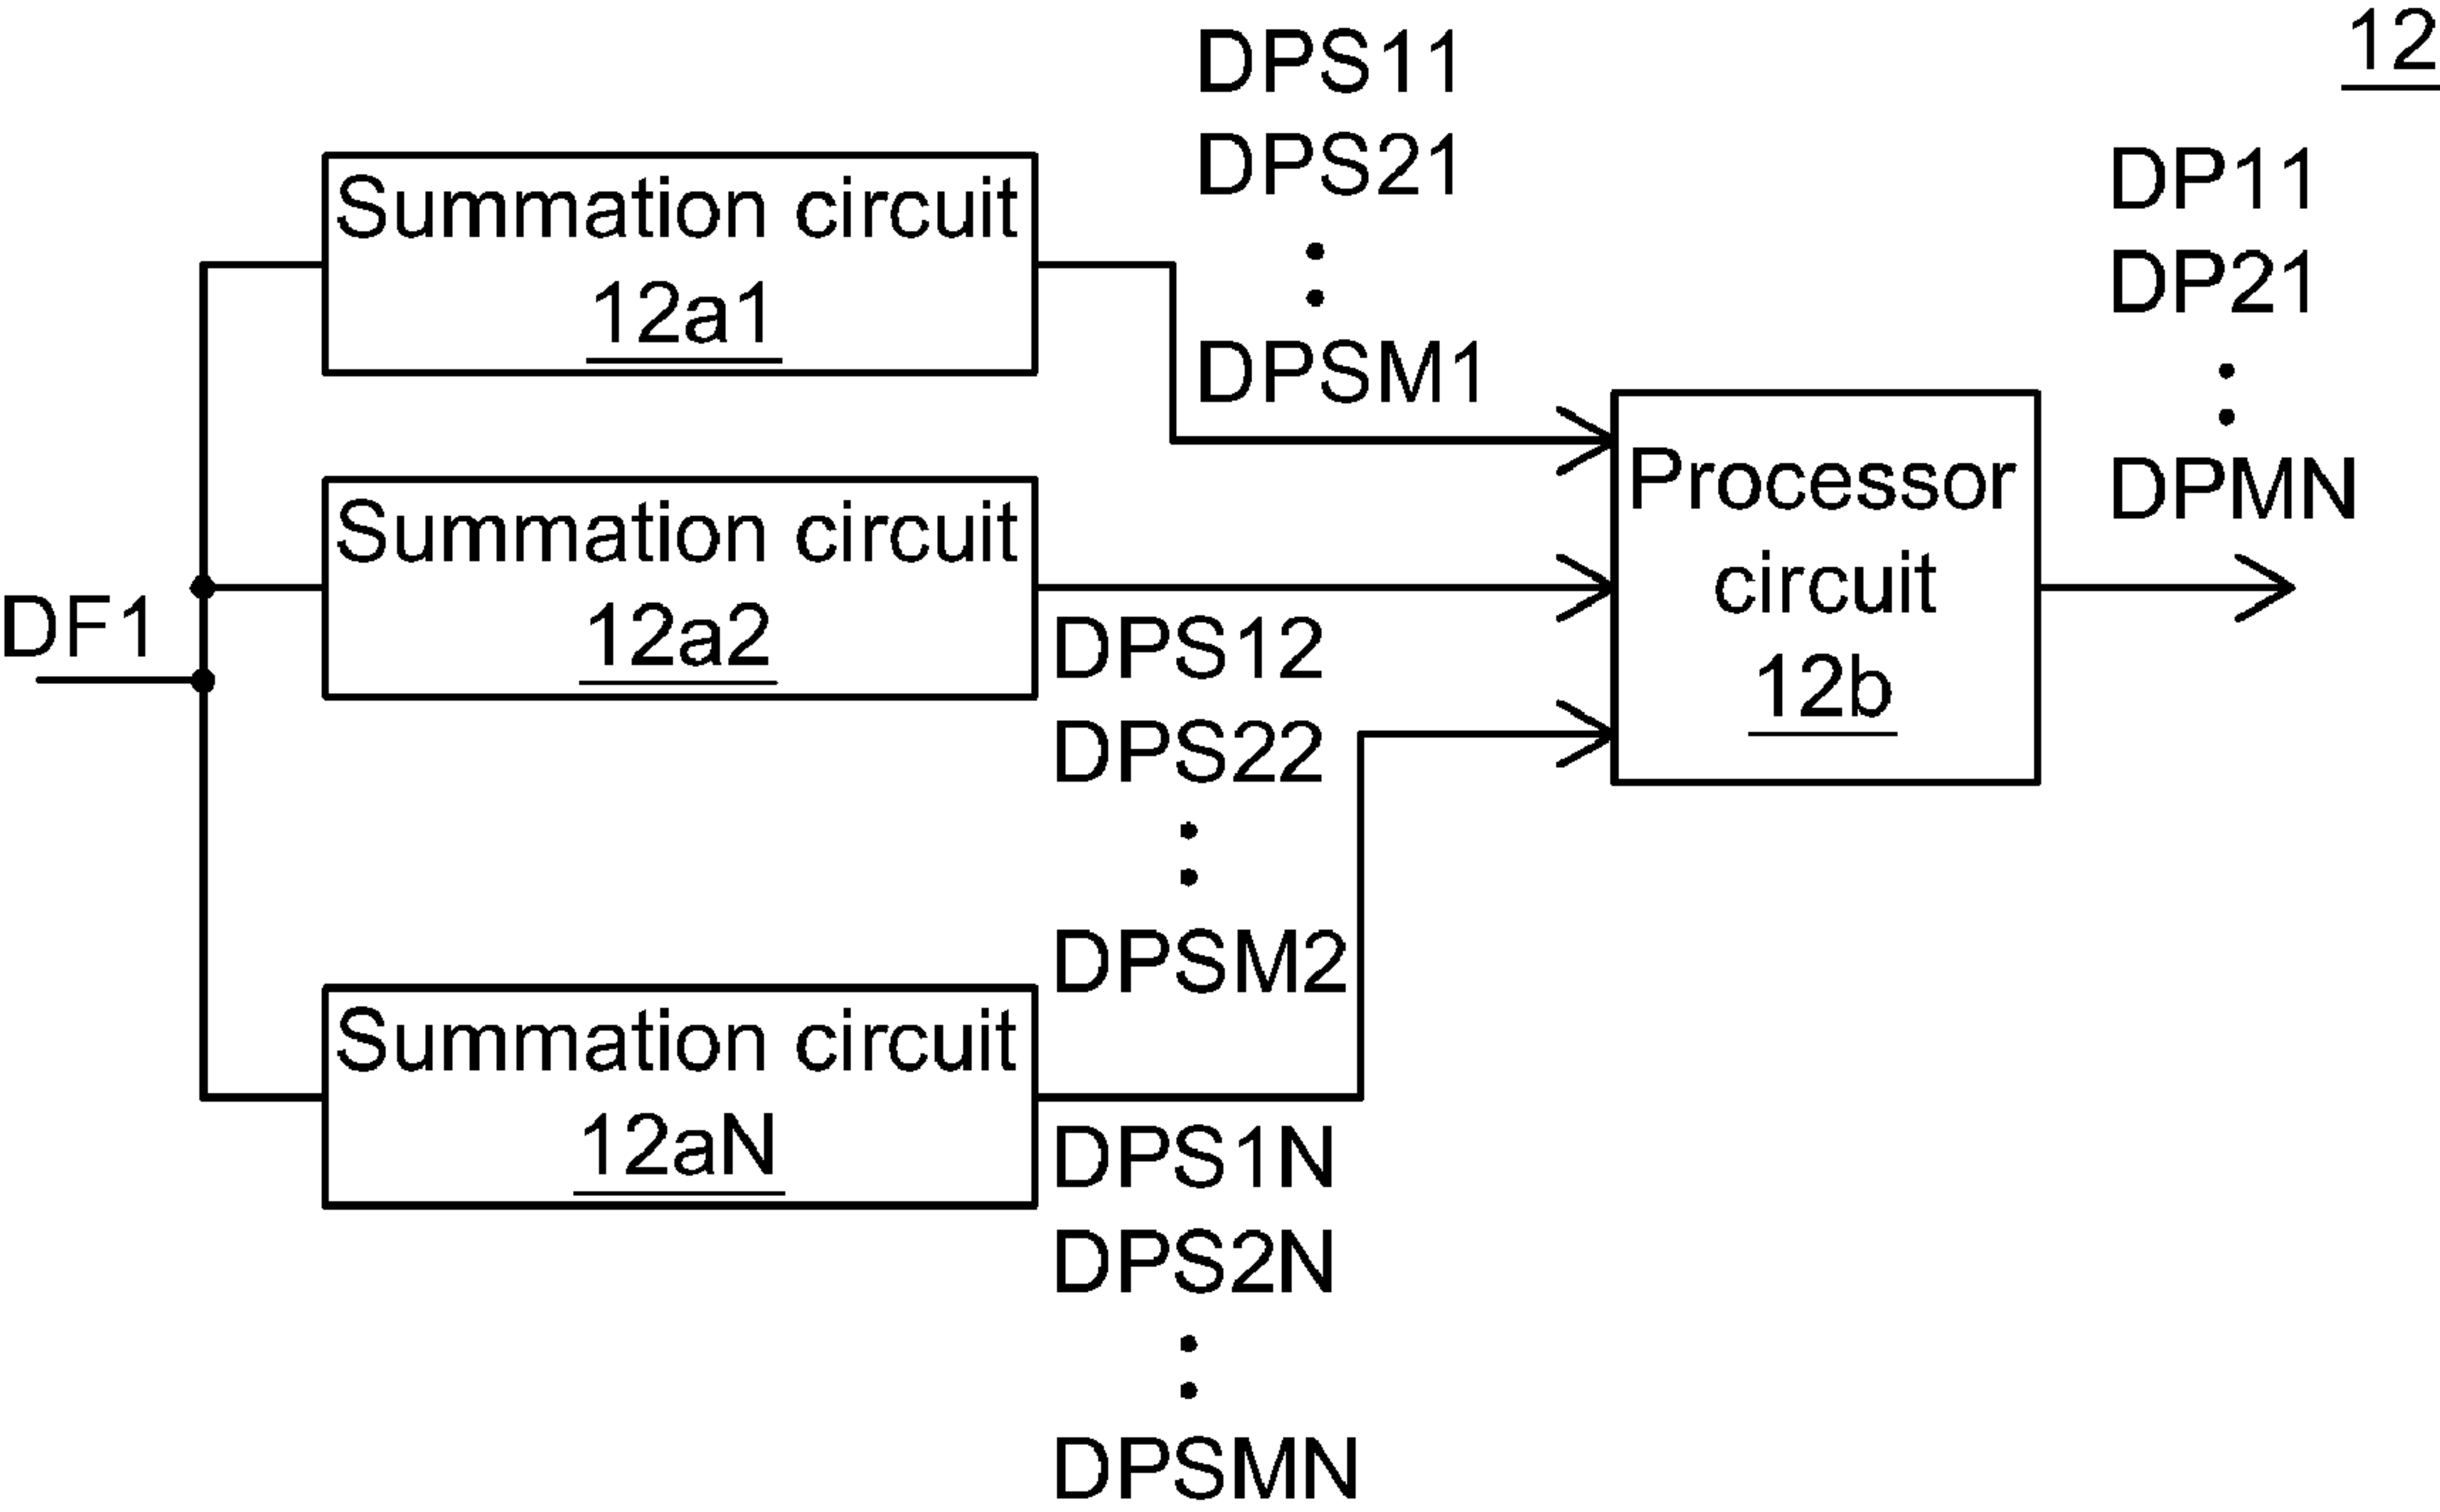 12
DPS11
DPS21
DPSM1
DP11
DP21
DPMN
Summation circuit
12a1
Summation circuit
12a2
Summation circuit
12aN
DF1
DPS12
DPS22
DPSM2
DPS1N
DPS2N
DPSMN
Processor
circuit
12b